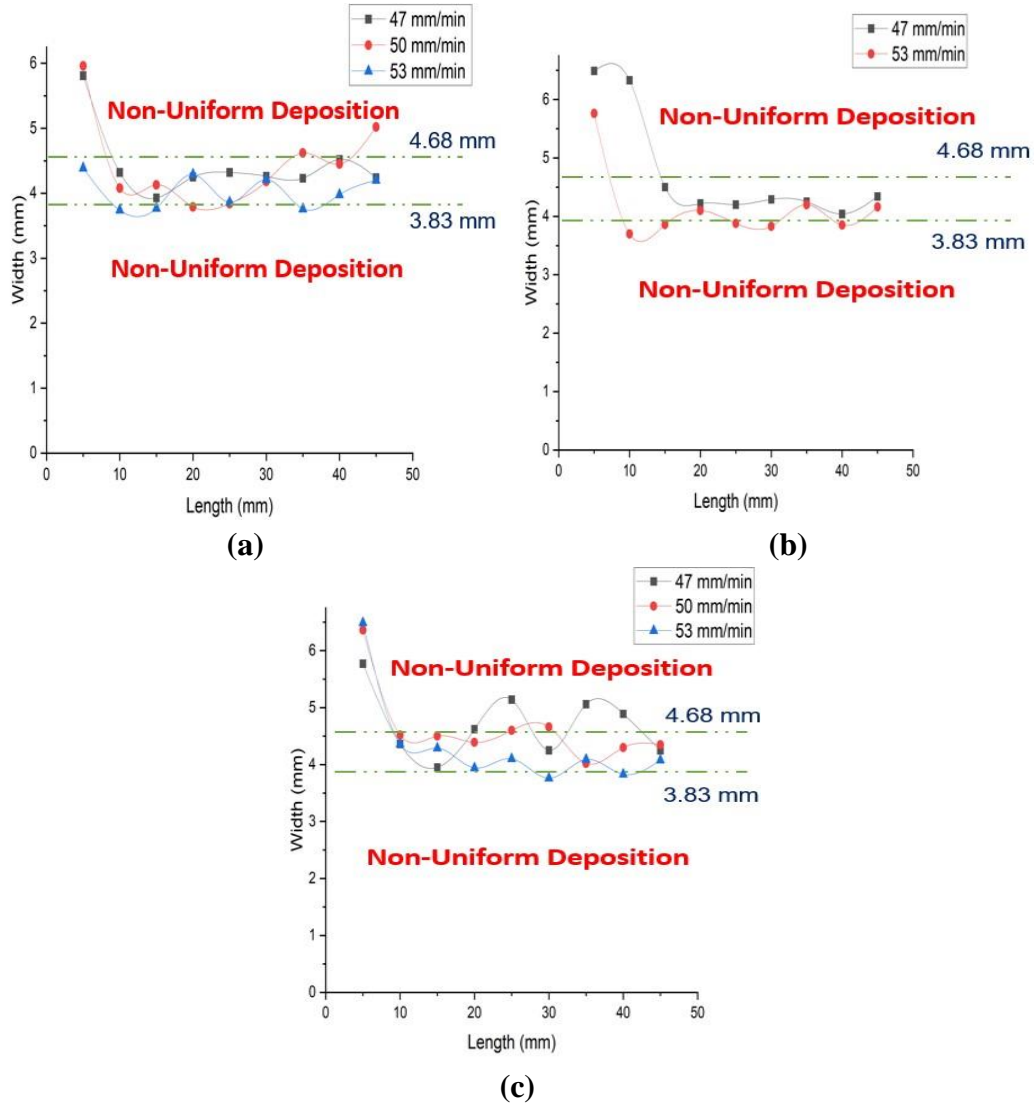 47 mm/min
50 mm/min
53 mm/min
6
5
4
3
2
1
0
Width (mm)
Non-Uniform Deposition
4.68 mm
3.83 mm
Non-Uniform Deposition
0 10 20 30 40 50
Length (mm)
(a)
47 mm/min
53 mm/min
6
5
4
3
2
1
0
Width (mm)
Non-Uniform Deposition
4.68 mm
3.83 mm
Non-Uniform Deposition
0 10 20 30 40 50
Length (mm)
(b)
47 mm/min
50 mm/min
53 mm/min
6
5
4
3
2
1
0
Width (mm)
Non-Uniform Deposition
4.68 mm
3.83 mm
Non-Uniform Deposition
0 10 20 30 40 50
Length (mm)
(c)